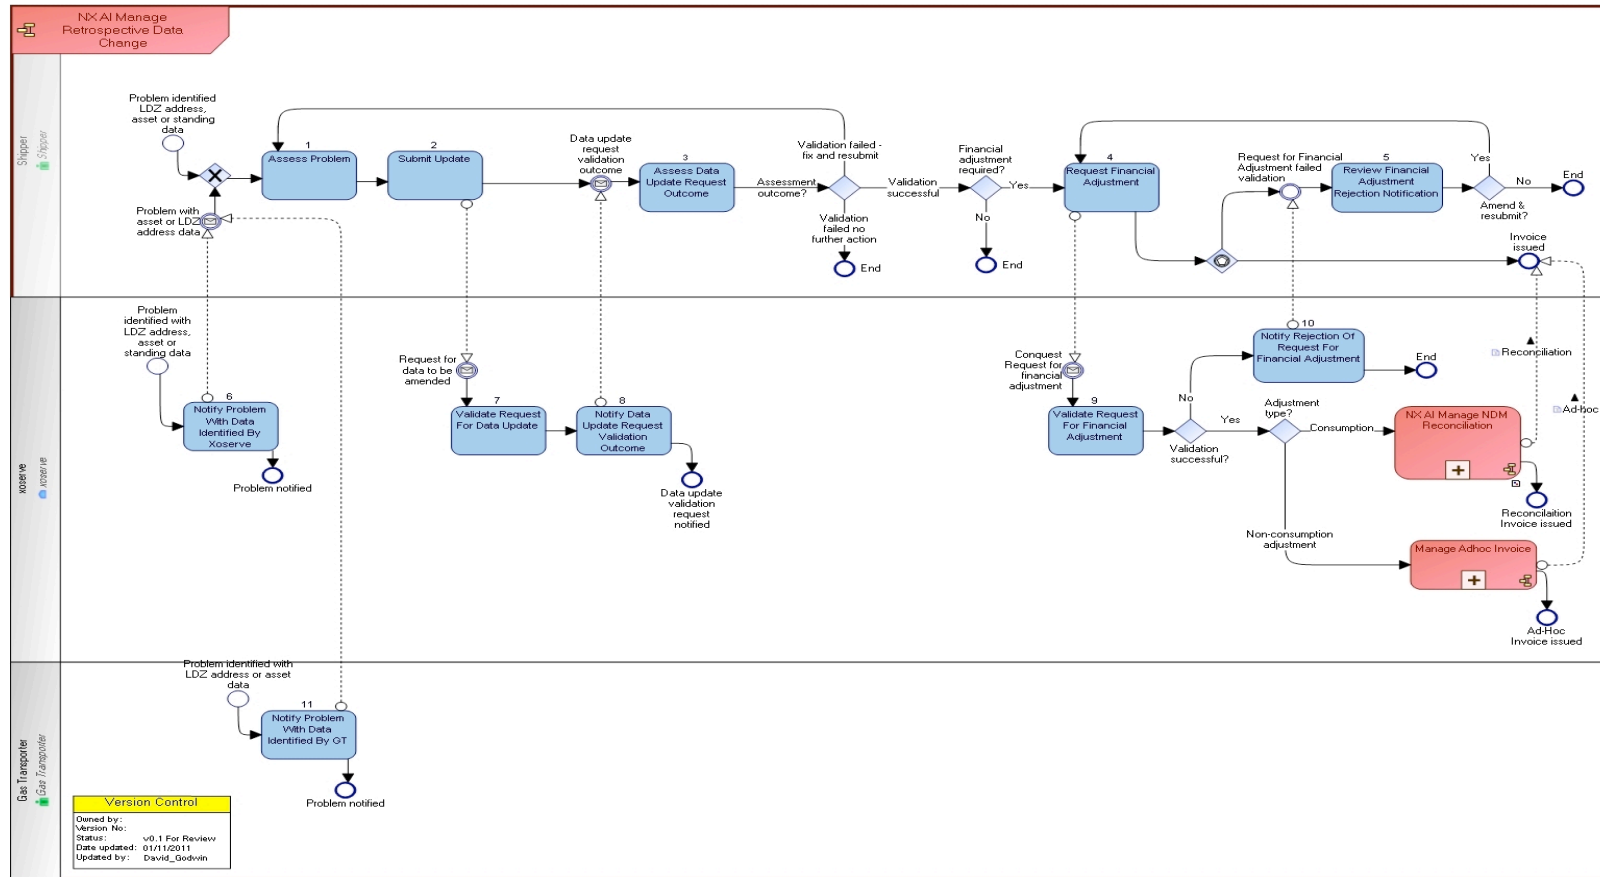 NX AI Manage
Retrospective Data
Change
Shipper
Shipper
Problem identified
LDZ address,
asset or standing
data
1
Assess Problem
2
Submit Update
Data update
request
validation
outcome
3
Assess Data
Update Request
Outcome
Assessment
outcome?
Validation failed -
fix and resubmit
Validation
successful
Validation
failed no
further action
End
Financial
adjustment
required?
Yes
No
End
4
Request Financial
Adjustment
Request for Financial
Adjustment failed
validation
5
Review Financial
Adjustment
Rejection Notification
Yes
No
End
Amend &
resubmit?
Invoice
issued
Problem with
asset or LDZ
address data
xoserve
xoserve
Problem
identified with
LDZ address,
asset or
standing data
6
Notify Problem
With Data
Identified By
Xoserve
Problem notified
Request for
data to be
amended
7
Validate Request
For Data Update
8
Notify Data
Update Request
Validation
Outcome
Data update
validation
request
notified
Conquest
Request for
financial
adjustment
9
Validate Request
For Financial
Adjustment
No
Yes
Validation
successful?
10
Notify Rejection Of
Request For
Financial Adjustment
End
Adjustment
type?
Consumption
NX AI Manage NDM
Reconciliation
Reconciliation
Ad-hoc
Reconcilaition
Invoice issued
Non-consumption
adjustment
Manage Adhoc Invoice
Ad-Hoc
Invoice issued
Gas Transporter
Gas Transporter
Problem identified with
LDZ address or asset
data
11
Notify Problem
With Data
Identified By GT
Problem notified
Version Control
Owned by:
Version No:
Status: v0.1 For Review
Date updated: 01/11/2011
Updated by: David_Godwin